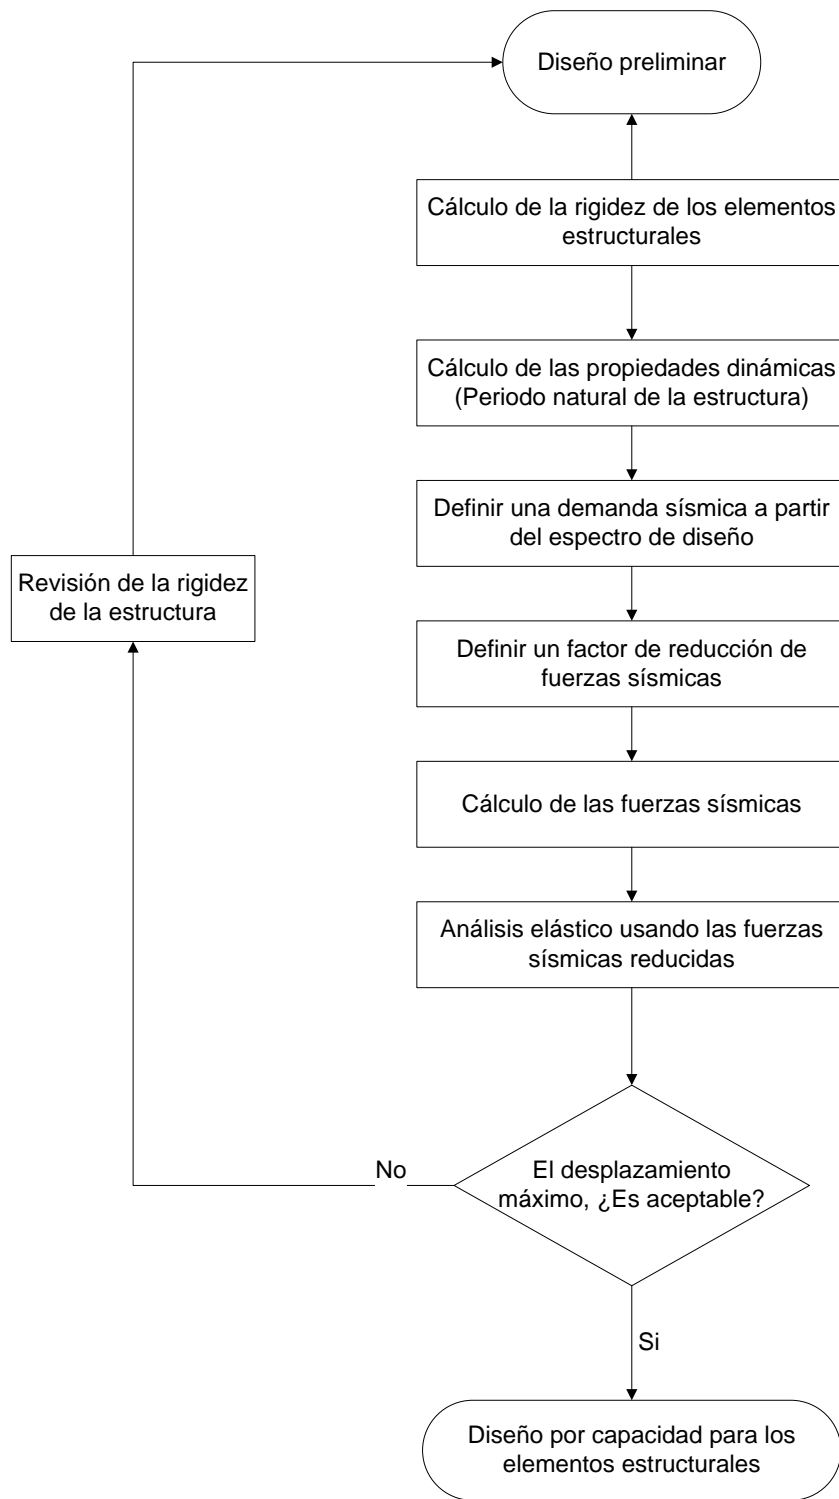 Diseño preliminar
Cálculo de la rigidez de los elementos
estructurales
Cálculo de las propiedades dinámicas
(Periodo natural de la estructura)
Definir una demanda sísmica a partir
del espectro de diseño
Revisión de la rigidez
de la estructura
Definir un factor de reducción de
fuerzas sísmicas
Cálculo de las fuerzas sísmicas
Análisis elástico usando las fuerzas
sísmicas reducidas
El desplazamiento
máximo, ¿Es aceptable?
No
Si
Diseño por capacidad para los
elementos estructurales